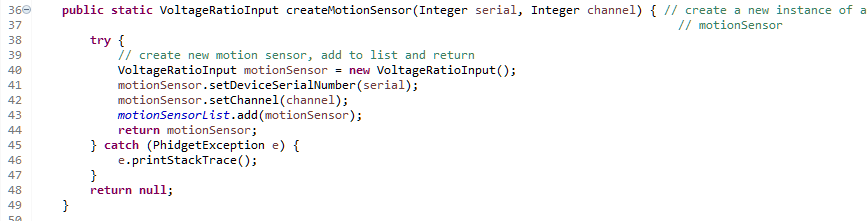 36 public static VoltageRatioInput createMotionSensor(Integer serial, Integer channel) { // create a new instance of a
37 // motionSensor
38 try {
39 // create new motion sensor, add to list and return
40 VoltageRatioInput motionSensor = new VoltageRatioInput();
41 motionSensor.setDeviceSerialNumber(serial);
42 motionSensor.setChannel(channel);
43 motionSensorList.add(motionSensor);
44 return motionSensor;
45 } catch (PhidgetException e) {
46 e.printStackTrace();
47 }
48 return null;
49 }
50